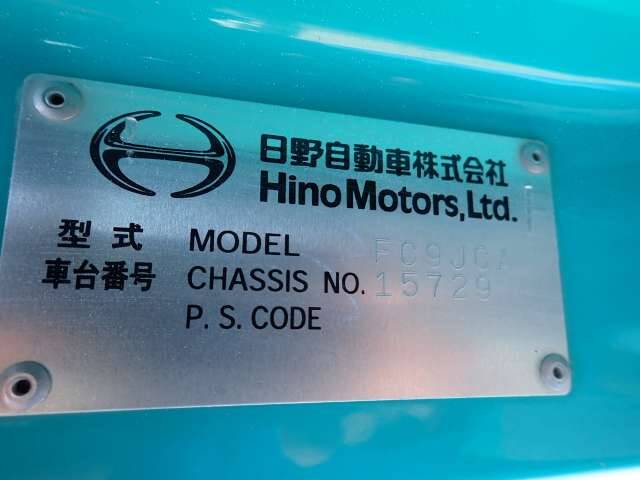 日野自動車株式会社
Hino Motors, Ltd.
型式 MODEL FC9JCA
車台番号 CHASSIS NO. 15729
P. S. CODE